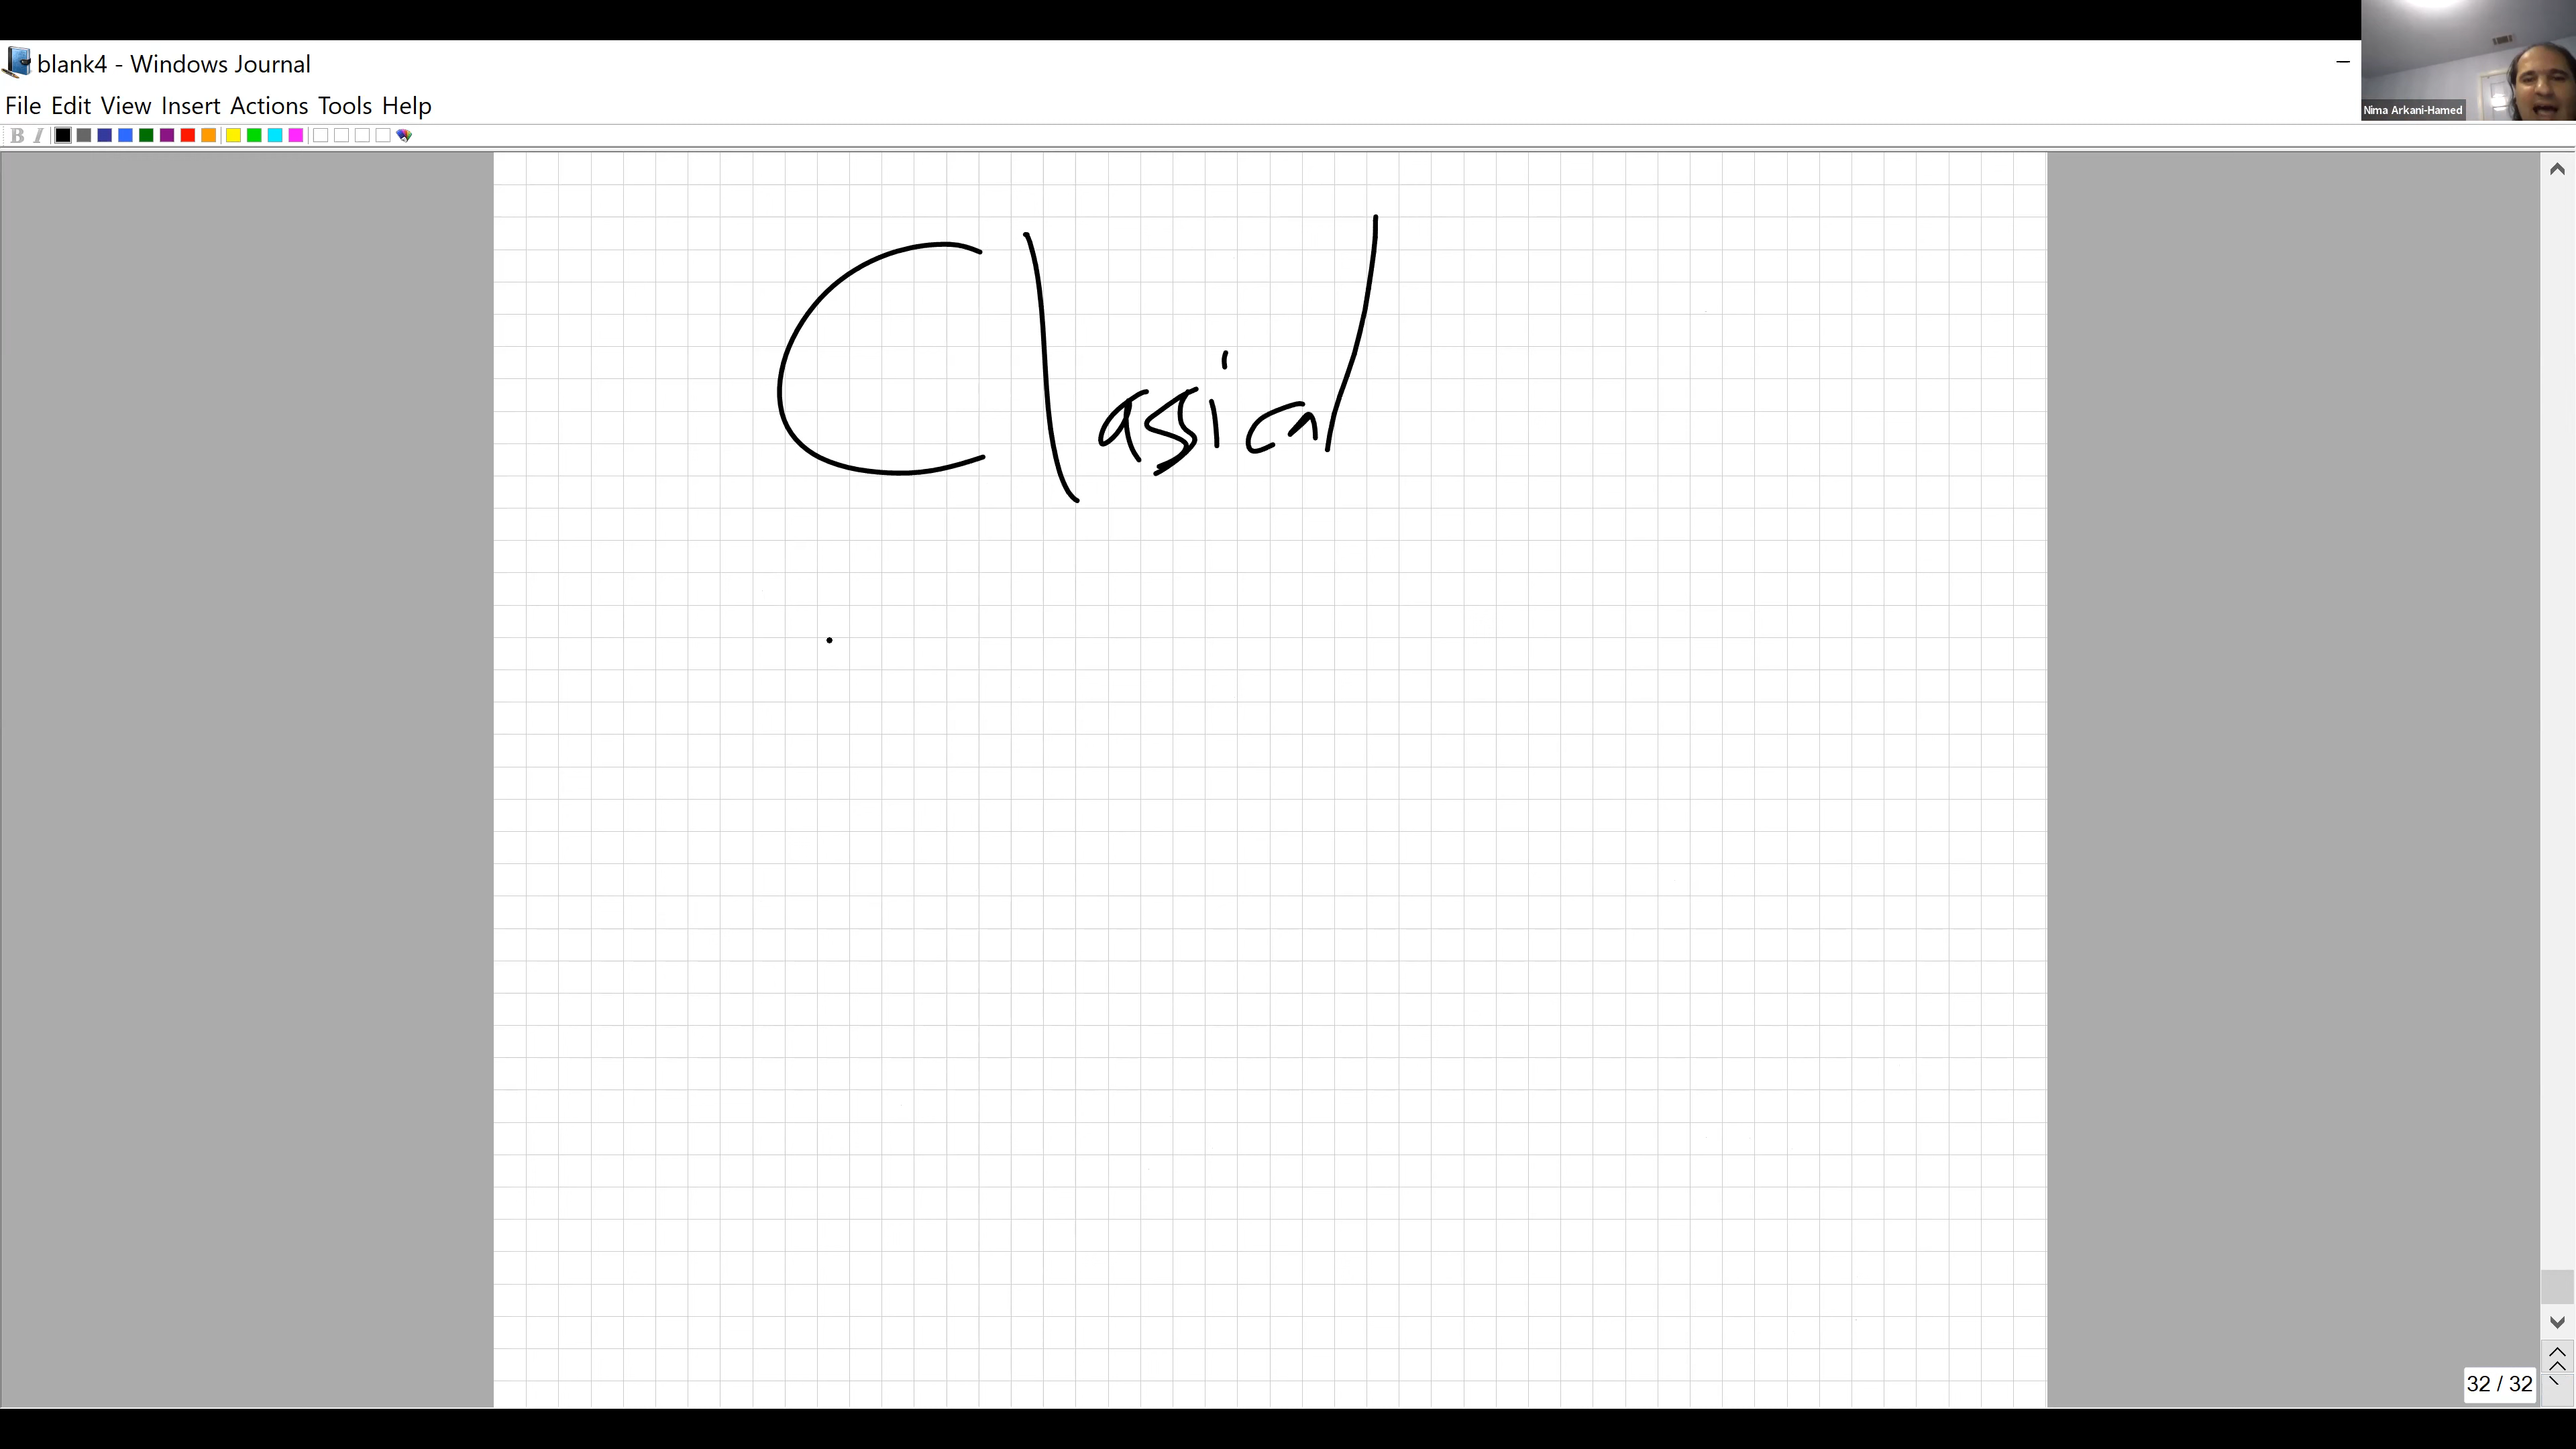 blank4 - Windows Journal
File Edit View Insert Actions Tools Help
B I
Nima Arkani-Hamed
Classical
32 / 32